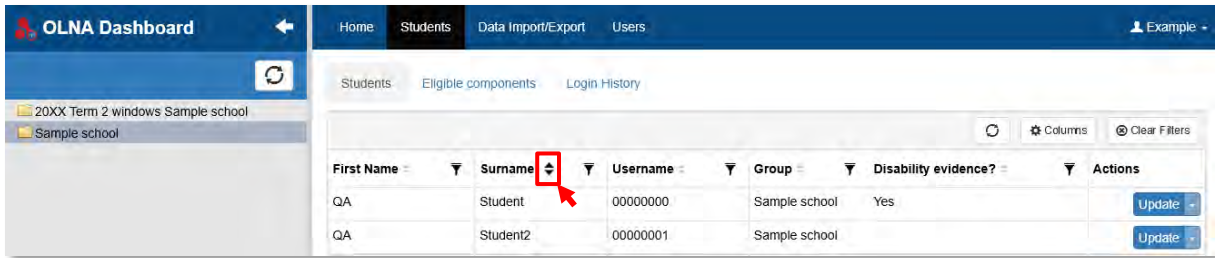 OLNA Dashboard
Home Students Data Import/Export Users Example
Students Eligible components Login History
20XX Term 2 windows Sample school
Sample school
Columns Clear Filters
First Name Surname Username Group Disability evidence? Actions
QA Student 00000000 Sample school Yes Update
QA Student2 00000001 Sample school Update